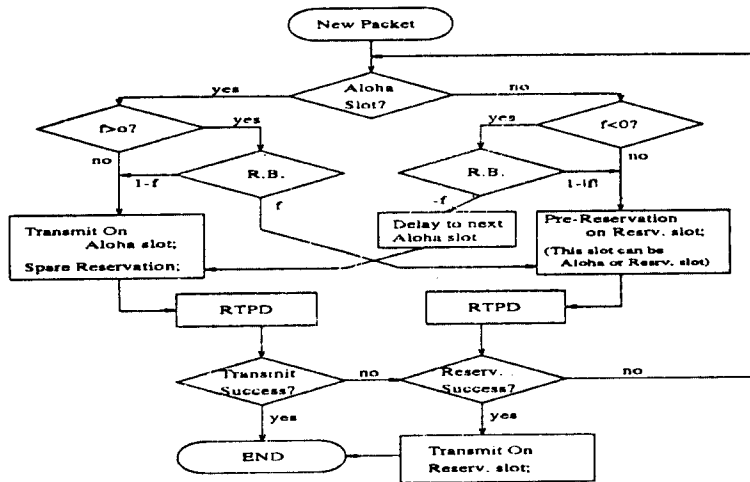 New Packet
Aloha
Slot?
yes
no
f>o?
yes
no
R.B.
1-f
f
yes
f<0?
no
R.B.
-f
1-|f|
Transmit On
Aloha slot;
Spare Reservation;
Delay to next
Aloha slot
Pre-Reservation
on Resrv. slot;
(This slot can be
Aloha or Resrv. slot)
RTPD
RTPD
Transmit
Success?
no
Reserv.
Success?
no
yes
yes
END
Transmit On
Reserv. slot;